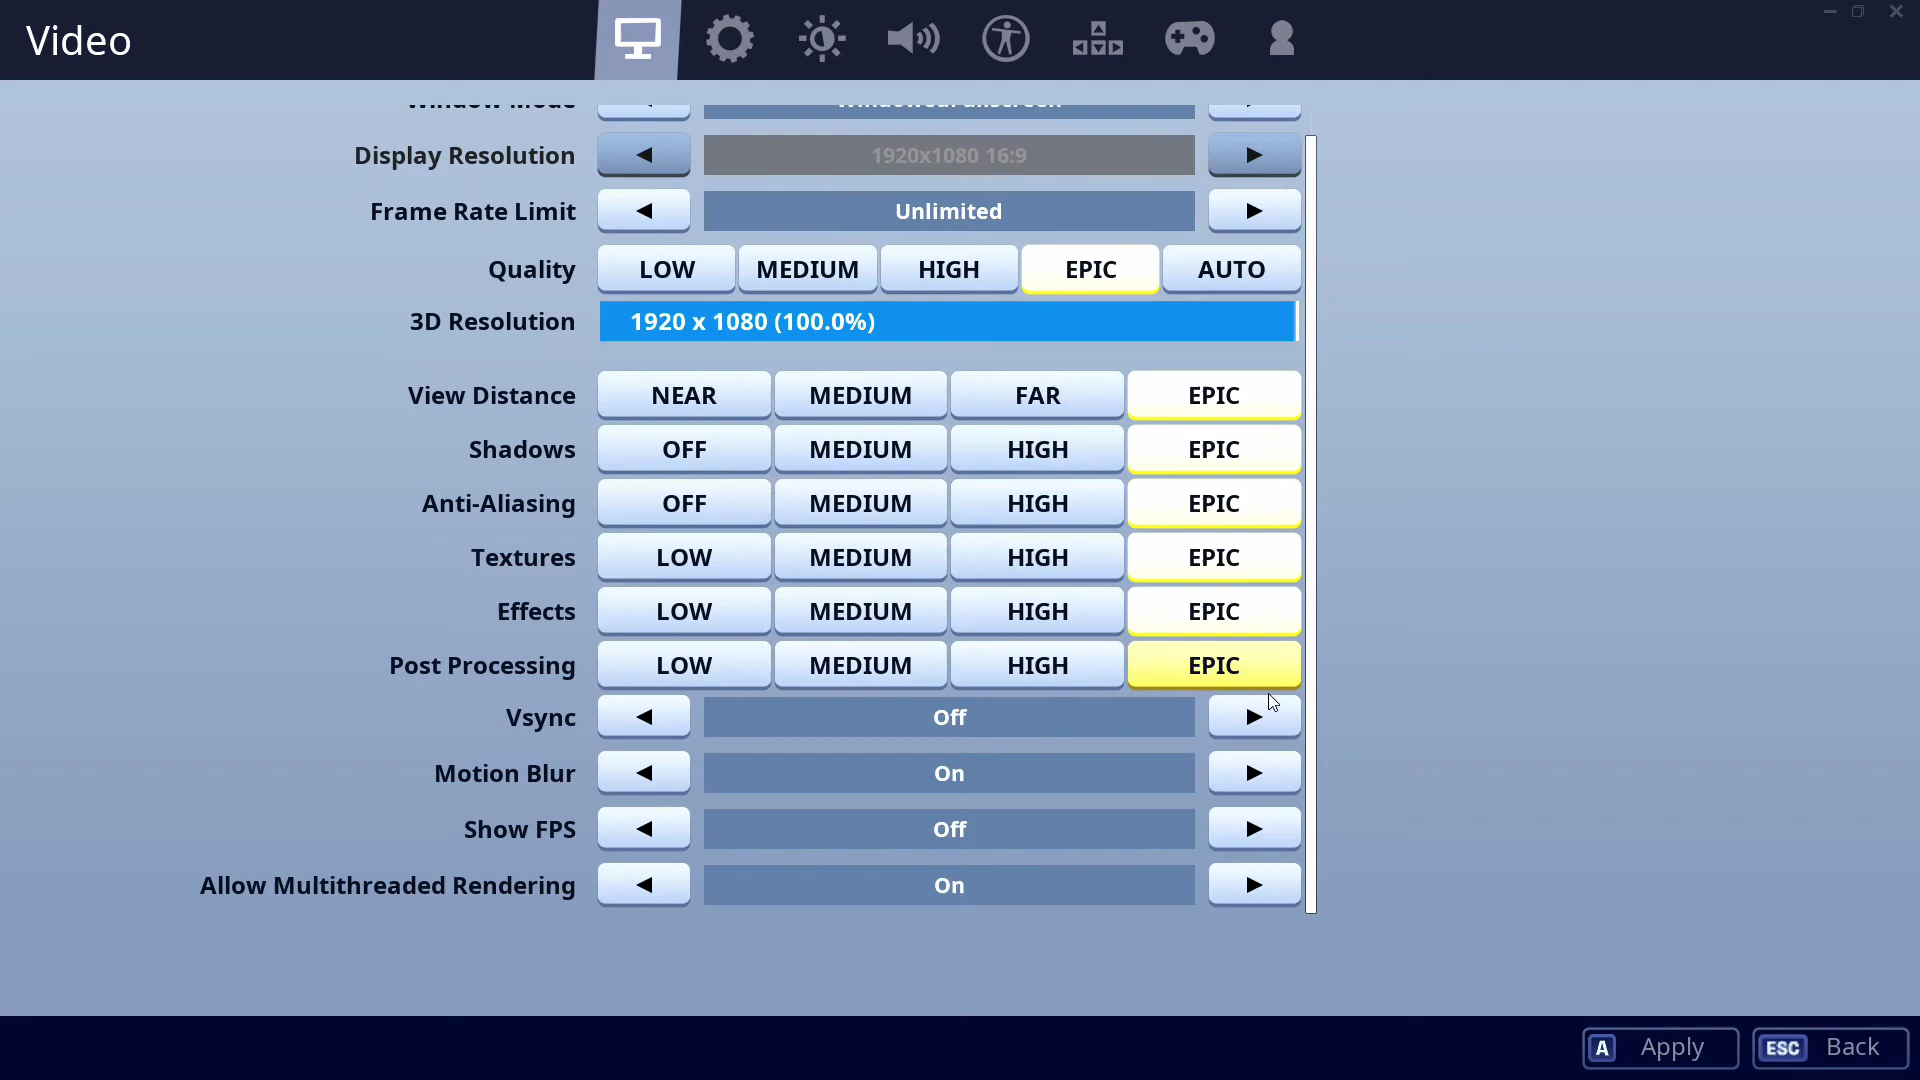 Video
Window Mode
Display Resolution 1920x1080 16:9
Frame Rate Limit Unlimited
Quality LOW MEDIUM HIGH EPIC AUTO
3D Resolution 1920 x 1080 (100.0%)
View Distance NEAR MEDIUM FAR EPIC
Shadows OFF MEDIUM HIGH EPIC
Anti-Aliasing OFF MEDIUM HIGH EPIC
Textures LOW MEDIUM HIGH EPIC
Effects LOW MEDIUM HIGH EPIC
Post Processing LOW MEDIUM HIGH EPIC
Vsync Off
Motion Blur On
Show FPS Off
Allow Multithreaded Rendering On
A Apply ESC Back